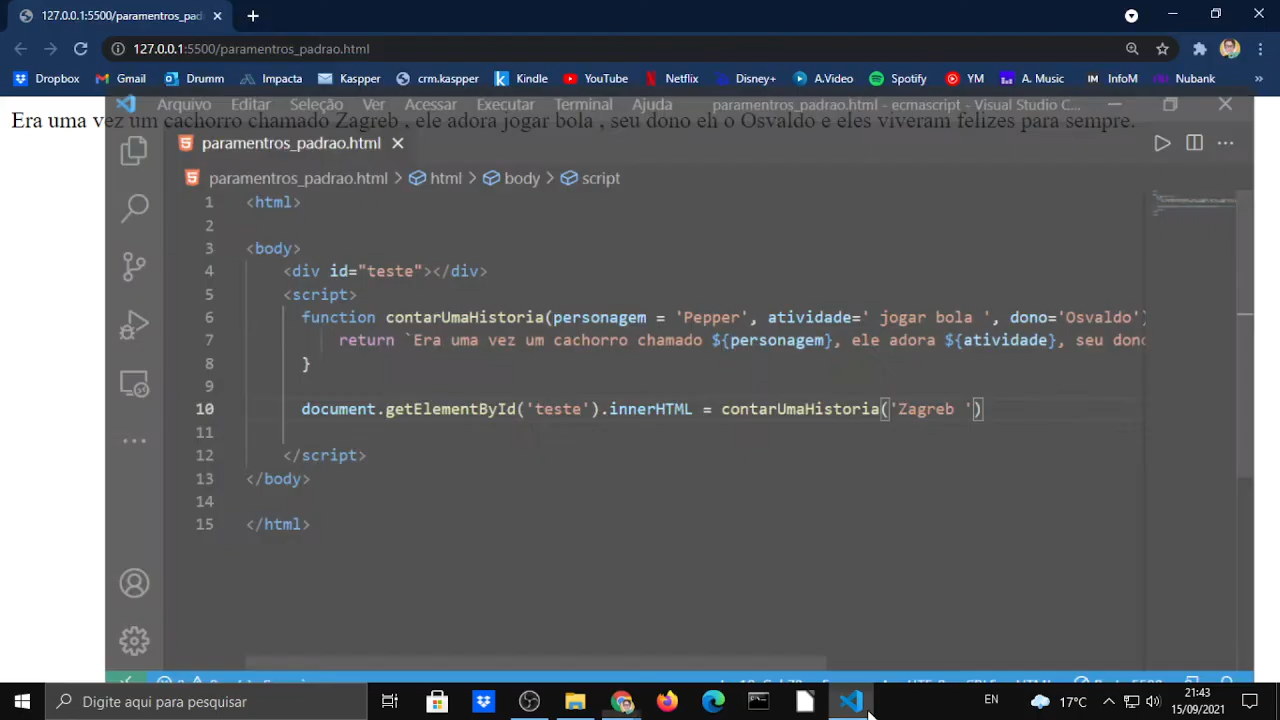 127.0.0.1:5500/paramentros_pad
127.0.0.1:5500/paramentros_padrao.html
Dropbox Gmail Drumm Impacta Kaspper crm.kaspper Kindle YouTube Netflix Disney+ A.Video Spotify YM A. Music InfoM Nubank »
Arquivo Editar Seleção Ver Acessar Executar Terminal Ajuda paramentros_padrao.html - ecmascript - Visual Studio C...
Era uma vez um cachorro chamado Zagreb , ele adora jogar bola , seu dono eh o Osvaldo e eles viveram felizes para sempre.
paramentros_padrao.html
paramentros_padrao.html > html > body > script
1 <html>
2
3 <body>
4 <div id="teste"></div>
5 <script>
6 function contarUmaHistoria(personagem = 'Pepper', atividade=' jogar bola ', dono='Osvaldo')
7 return `Era uma vez um cachorro chamado ${personagem}, ele adora ${atividade}, seu dono
8 }
9
10 document.getElementById('teste').innerHTML = contarUmaHistoria('Zagreb ')
11
12 </script>
13 </body>
14
15 </html>
Digite aqui para pesquisar
EN
17°C
21:43
15/09/2021